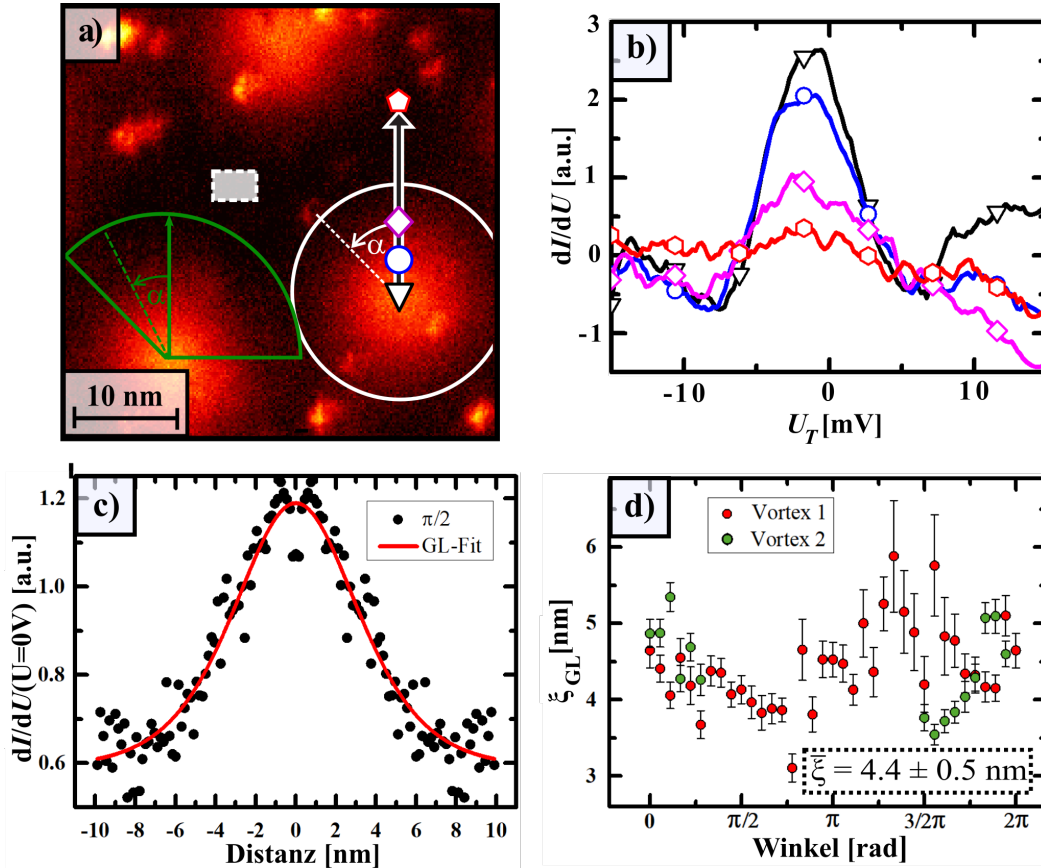 a)
α
α
10 nm
b)
dI/dU [a.u.]
3
2
1
0
-1
-10
0
10
U_T [mV]
c)
dI/dU(U=0V) [a.u.]
1.2
1.0
0.8
0.6
π/2
GL-Fit
-10 -8 -6 -4 -2 0 2 4 6 8 10
Distanz [nm]
d)
Vortex 1
Vortex 2
ξ_GL [nm]
6
5
4
3
ξ̄ = 4.4 ± 0.5 nm
0 π/2 π 3/2π 2π
Winkel [rad]